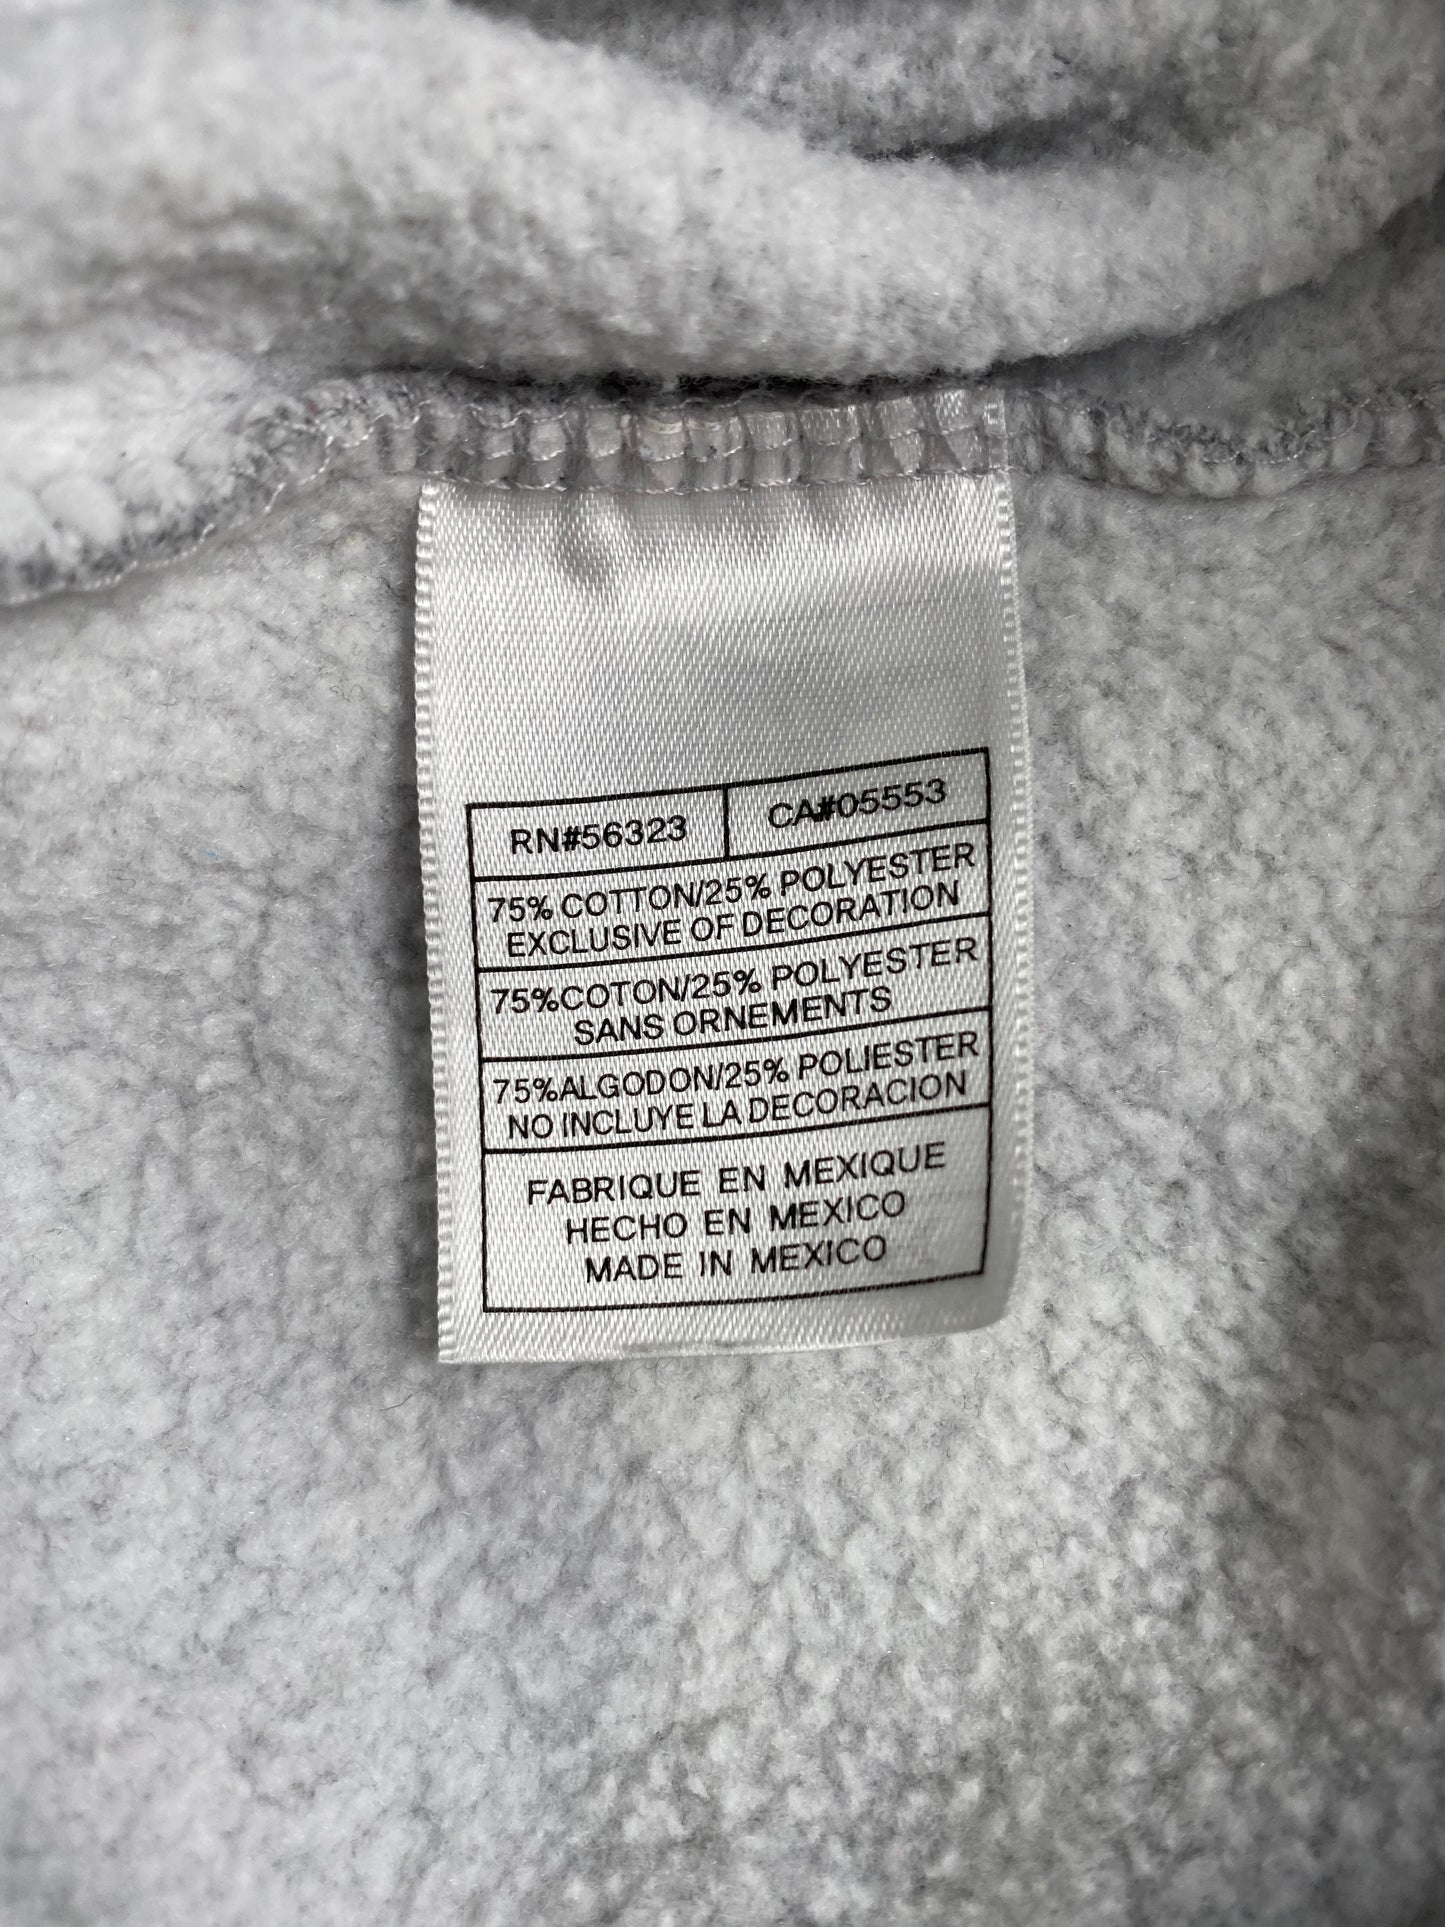 RN#56323 CA#05553
75% COTTON/25% POLYESTER
EXCLUSIVE OF DECORATION
75%COTON/25% POLYESTER
SANS ORNEMENTS
75%ALGODON/25% POLIESTER
NO INCLUYE LA DECORACION
FABRIQUE EN MEXIQUE
HECHO EN MEXICO
MADE IN MEXICO